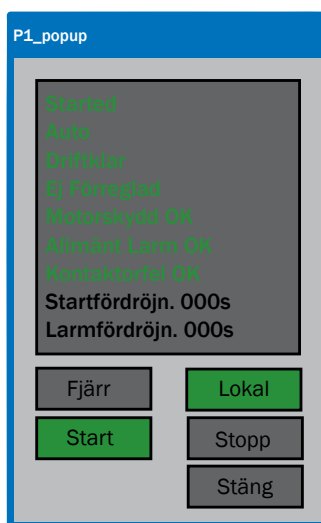 P1_popup
Started
Auto
Driftklar
Ej Förreglad
Motorskydd OK
Allmänt Larm OK
Kontaktorfel OK
Startfördröjn. 000s
Larmfördröjn. 000s
Fjärr Lokal
Start Stopp
Stäng